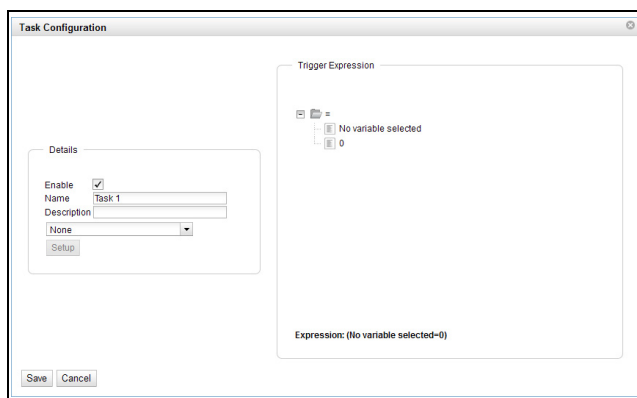 Task Configuration
Trigger Expression
=
No variable selected
0
Details
Enable
Name Task 1
Description
None
Setup
Expression: (No variable selected=0)
Save Cancel